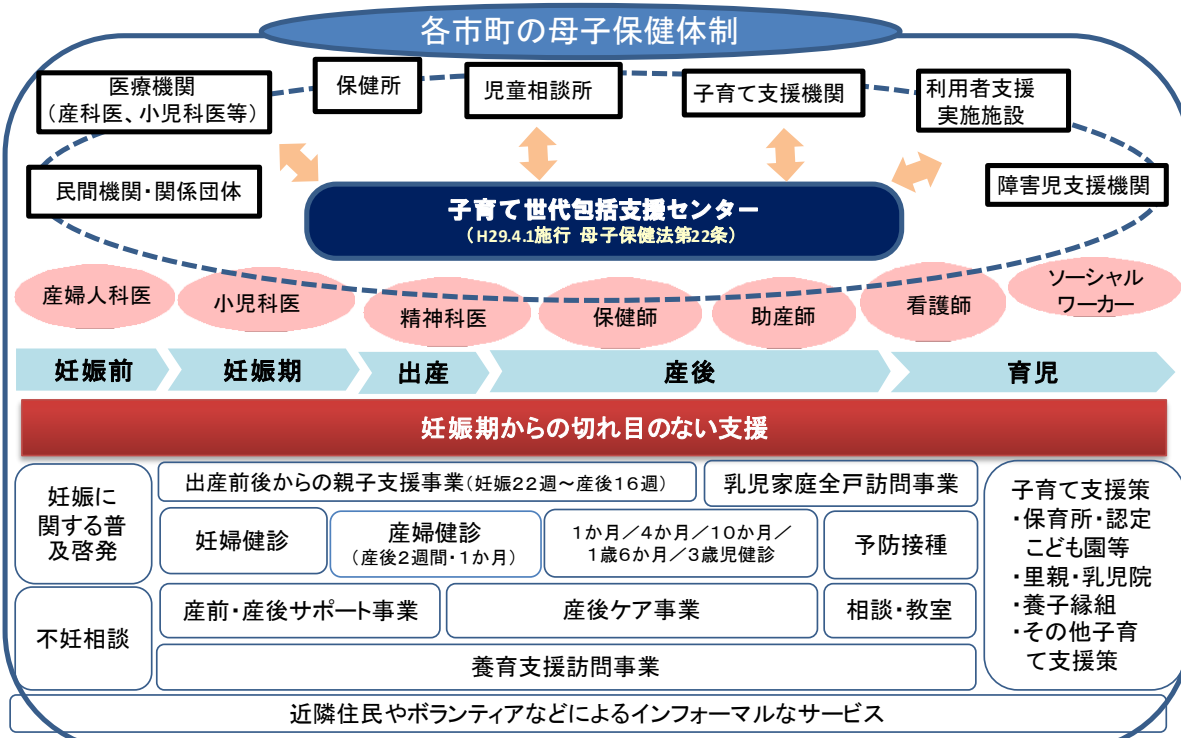 各市町の母子保健体制
医療機関
（産科医、小児科医等）
保健所
児童相談所
子育て支援機関
利用者支援
実施施設
民間機関・関係団体
障害児支援機関
子育て世代包括支援センター
（H29.4.1施行 母子保健法第22条）
産婦人科医
小児科医
精神科医
保健師
助産師
看護師
ソーシャル
ワーカー
妊娠前
妊娠期
出産
産後
育児
妊娠期からの切れ目のない支援
妊娠に
関する普
及啓発
出産前後からの親子支援事業（妊娠22週～産後16週）
乳児家庭全戸訪問事業
妊婦健診
産婦健診
（産後2週間・1か月）
1か月／4か月／10か月／
1歳6か月／3歳児健診
予防接種
不妊相談
産前・産後サポート事業
産後ケア事業
相談・教室
養育支援訪問事業
子育て支援策
・保育所・認定
こども園等
・里親・乳児院
・養子縁組
・その他子育
て支援策
近隣住民やボランティアなどによるインフォーマルなサービス